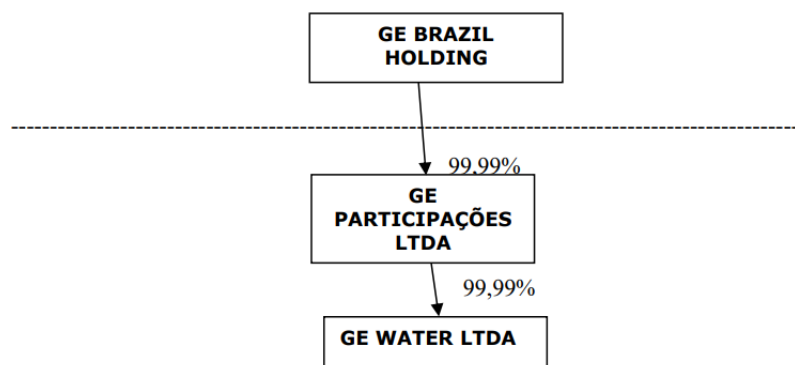 GE BRAZIL
HOLDING
99,99%
GE
PARTICIPAÇÕES
LTDA
99,99%
GE WATER LTDA